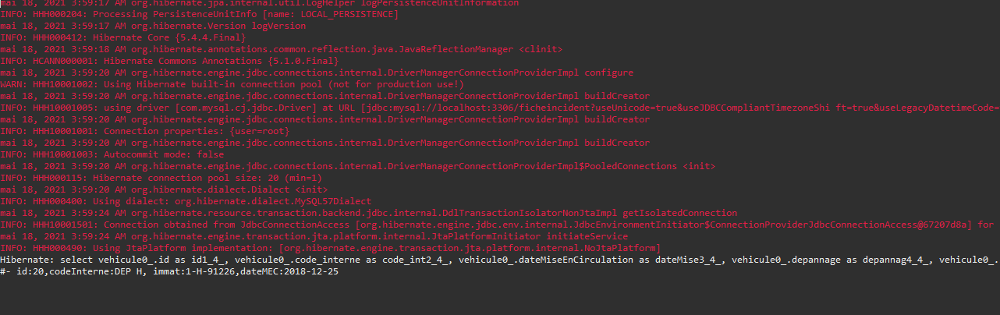 mai 18, 2021 3:59:17 AM org.hibernate.jpa.internal.util.LogHelper logPersistenceUnitInformation
INFO: HHH000204: Processing PersistenceUnitInfo [name: LOCAL_PERSISTENCE]
mai 18, 2021 3:59:17 AM org.hibernate.Version logVersion
INFO: HHH000412: Hibernate Core {5.4.4.Final}
mai 18, 2021 3:59:18 AM org.hibernate.annotations.common.reflection.java.JavaReflectionManager <clinit>
INFO: HCANN000001: Hibernate Commons Annotations {5.1.0.Final}
mai 18, 2021 3:59:20 AM org.hibernate.engine.jdbc.connections.internal.DriverManagerConnectionProviderImpl configure
WARN: HHH10001002: Using Hibernate built-in connection pool (not for production use!)
mai 18, 2021 3:59:20 AM org.hibernate.engine.jdbc.connections.internal.DriverManagerConnectionProviderImpl buildCreator
INFO: HHH10001005: using driver [com.mysql.cj.jdbc.Driver] at URL [jdbc:mysql://localhost:3306/ficheincident?useUnicode=true&useJDBCCompliantTimezoneShi ft=true&useLegacyDatetimeCode=
mai 18, 2021 3:59:20 AM org.hibernate.engine.jdbc.connections.internal.DriverManagerConnectionProviderImpl buildCreator
INFO: HHH10001001: Connection properties: {user=root}
mai 18, 2021 3:59:20 AM org.hibernate.engine.jdbc.connections.internal.DriverManagerConnectionProviderImpl buildCreator
INFO: HHH10001003: Autocommit mode: false
mai 18, 2021 3:59:20 AM org.hibernate.engine.jdbc.connections.internal.DriverManagerConnectionProviderImpl$PooledConnections <init>
INFO: HHH000115: Hibernate connection pool size: 20 (min=1)
mai 18, 2021 3:59:20 AM org.hibernate.dialect.Dialect <init>
INFO: HHH000400: Using dialect: org.hibernate.dialect.MySQL57Dialect
mai 18, 2021 3:59:24 AM org.hibernate.resource.transaction.backend.jdbc.internal.DdlTransactionIsolatorNonJtaImpl getIsolatedConnection
INFO: HHH10001501: Connection obtained from JdbcConnectionAccess [org.hibernate.engine.jdbc.env.internal.JdbcEnvironmentInitiator$ConnectionProviderJdbcConnectionAccess@67207d8a] for
mai 18, 2021 3:59:24 AM org.hibernate.engine.transaction.jta.platform.internal.JtaPlatformInitiator initiateService
INFO: HHH000490: Using JtaPlatform implementation: [org.hibernate.engine.transaction.jta.platform.internal.NoJtaPlatform]
Hibernate: select vehicule0_.id as id1_4_, vehicule0_.code_interne as code_int2_4_, vehicule0_.dateMiseEnCirculation as dateMise3_4_, vehicule0_.depannage as depannag4_4_, vehicule0_.
#- id:20,codeInterne:DEP H, immat:1-H-91226,dateMEC:2018-12-25